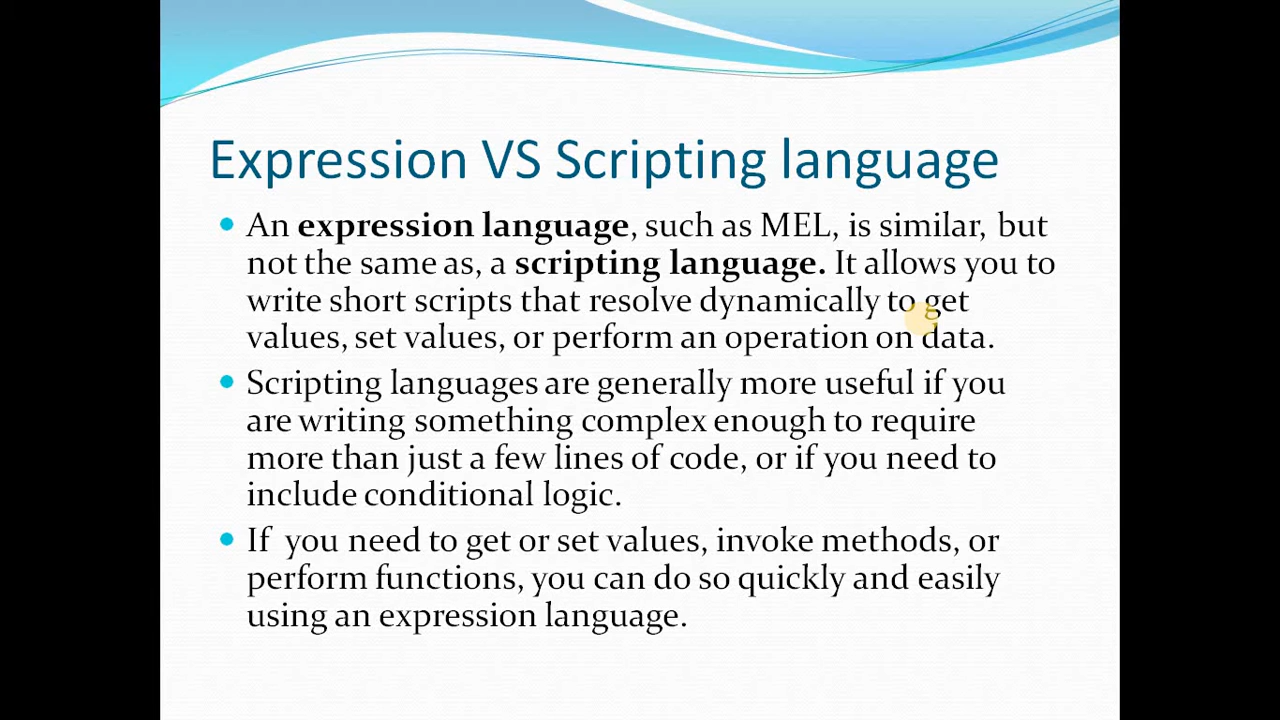 Expression VS Scripting language
An expression language, such as MEL, is similar, but
not the same as, a scripting language. It allows you to
write short scripts that resolve dynamically to get
values, set values, or perform an operation on data.
Scripting languages are generally more useful if you
are writing something complex enough to require
more than just a few lines of code, or if you need to
include conditional logic.
If you need to get or set values, invoke methods, or
perform functions, you can do so quickly and easily
using an expression language.